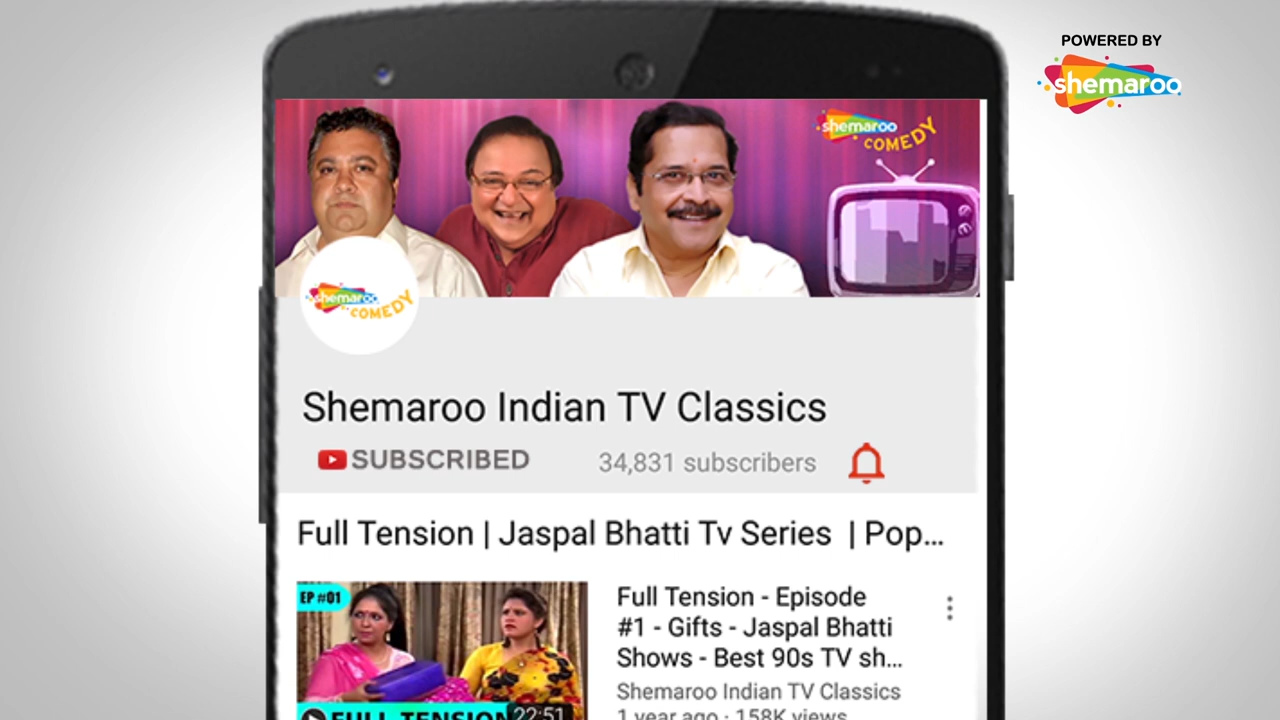 POWERED BY
shemaroo
shemaroo
COMEDY
shemaroo
COMEDY
Shemaroo Indian TV Classics
SUBSCRIBED
34,831 subscribers
Full Tension | Jaspal Bhatti Tv Series | Pop...
EP #01
Full Tension - Episode
#1 - Gifts - Jaspal Bhatti
Shows - Best 90s TV sh...
Shemaroo Indian TV Classics
1 year ago · 158K views
FULL TENSION
22:51